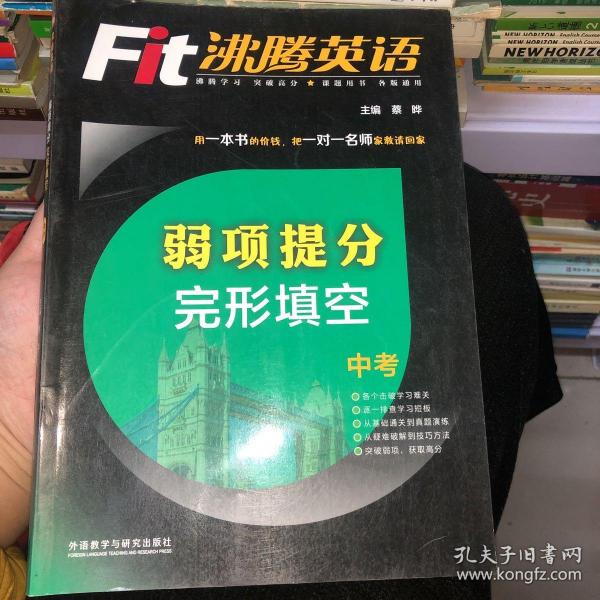 Fit沸腾英语
沸腾学习 突破高分 ★ 课题用书 各版通用
主编 蔡晔
用一本书的价钱，把一对一名师家教请回家
弱项提分
完形填空
中考
各个击破学习难关
逐一排查学习短板
从基础通关到真题演练
从疑难破解到技巧方法
突破弱项，获取高分
外语教学与研究出版社
FOREIGN LANGUAGE TEACHING AND RESEARCH PRESS
NEW HORIZON
NEW HORIZON English Course
孔夫子旧书网
www.kongfz.com